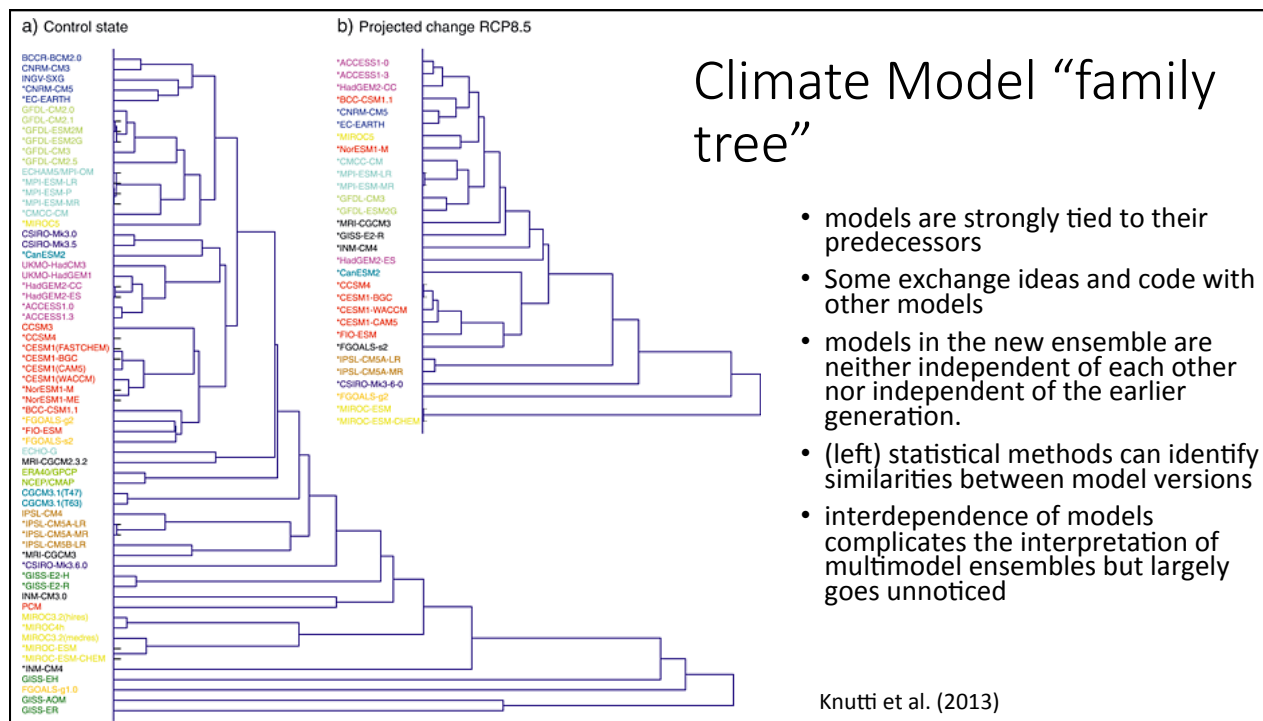 a) Control state
BCCR-BCM2.0
CNRM-CM3
INGV-SXG
*CNRM-CM5
*EC-EARTH
GFDL-CM2.0
GFDL-CM2.1
*GFDL-ESM2M
*GFDL-ESM2G
*GFDL-CM3
*GFDL-CM2.5
ECHAM5/MPI-OM
*MPI-ESM-LR
*MPI-ESM-P
*MPI-ESM-MR
*CMCC-CM
*MIROC5
CSIRO-Mk3.0
CSIRO-Mk3.5
*CanESM2
UKMO-HadCM3
UKMO-HadGEM1
*HadGEM2-CC
*HadGEM2-ES
*ACCESS1.0
*ACCESS1.3
CCSM3
*CCSM4
*CESM1(FASTCHEM)
*CESM1-BGC
*CESM1(CAM5)
*CESM1(WACCM)
*NorESM1-M
*NorESM1-ME
*BCC-CSM1.1
*FGOALS-g2
*FIO-ESM
*FGOALS-s2
ECHO-G
MRI-CGCM2.3.2
ERA40/GPCP
NCEP/CMAP
CGCM3.1(T47)
CGCM3.1(T63)
IPSL-CM4
*IPSL-CM5A-LR
*IPSL-CM5A-MR
*IPSL-CM5B-LR
*MRI-CGCM3
*CSIRO-Mk3.6.0
*GISS-E2-H
*GISS-E2-R
INM-CM3.0
PCM
MIROC3.2(hires)
*MIROC4h
MIROC3.2(medres)
*MIROC-ESM
*MIROC-ESM-CHEM
*INM-CM4
GISS-EH
FGOALS-g1.0
GISS-AOM
GISS-ER
b) Projected change RCP8.5
*ACCESS1-0
*ACCESS1-3
*HadGEM2-CC
*BCC-CSM1.1
*CNRM-CM5
*EC-EARTH
*MIROC5
*NorESM1-M
*CMCC-CM
*MPI-ESM-LR
*MPI-ESM-MR
*GFDL-CM3
*GFDL-ESM2G
*MRI-CGCM3
*GISS-E2-R
*INM-CM4
*HadGEM2-ES
*CanESM2
*CCSM4
*CESM1-BGC
*CESM1-WACCM
*CESM1-CAM5
*FIO-ESM
*FGOALS-s2
*IPSL-CM5A-LR
*IPSL-CM5A-MR
*CSIRO-Mk3-6-0
*FGOALS-g2
*MIROC-ESM
*MIROC-ESM-CHEM
Climate Model “family
tree”
• models are strongly tied to their
predecessors
• Some exchange ideas and code with
other models
• models in the new ensemble are
neither independent of each other
nor independent of the earlier
generation.
• (left) statistical methods can identify
similarities between model versions
• interdependence of models
complicates the interpretation of
multimodel ensembles but largely
goes unnoticed
Knutti et al. (2013)